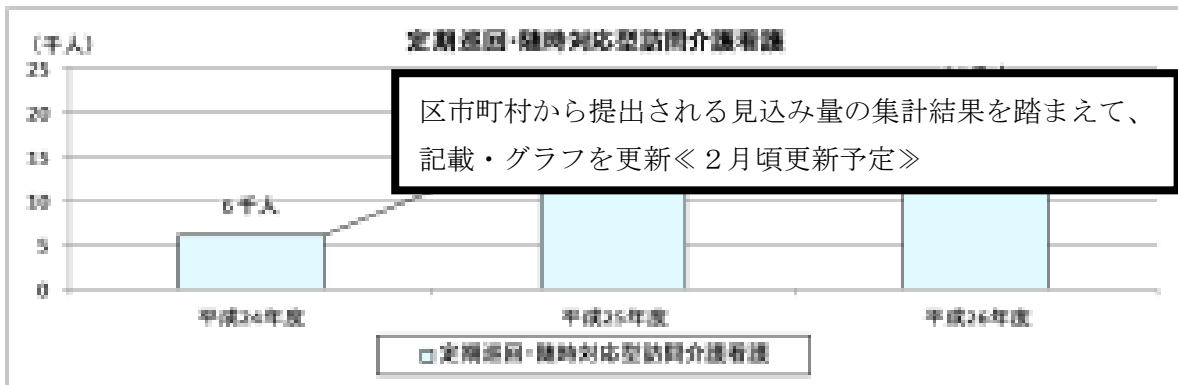 （千人）
定期巡回・随時対応型訪問介護看護
25
区市町村から提出される見込み量の集計結果を踏まえて、
記載・グラフを更新≪２月頃更新予定≫
20
15
10
6千人
5
0
平成24年度
平成25年度
平成26年度
定期巡回・随時対応型訪問介護看護